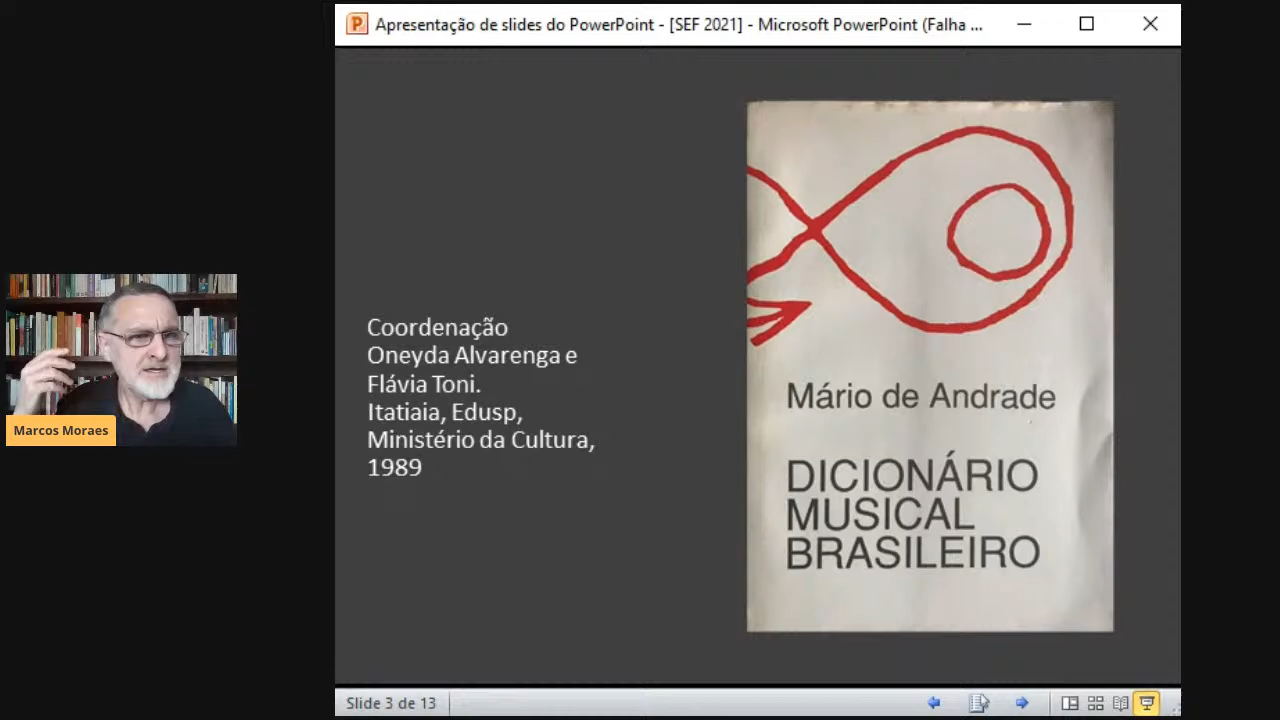 Apresentação de slides do PowerPoint - [SEF 2021] - Microsoft PowerPoint (Falha ...
Coordenação
Oneyda Alvarenga e
Flávia Toni.
Itatiaia, Edusp,
Ministério da Cultura,
1989
Mário de Andrade
DICIONÁRIO
MUSICAL
BRASILEIRO
Marcos Moraes
Slide 3 de 13